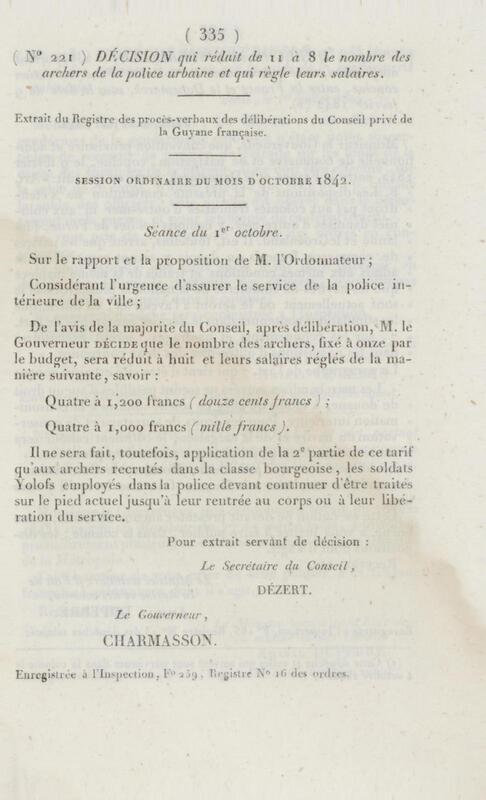 ( 335 )
( N° 221 ) DÉCISION qui réduit de 11 à 8 le nombre des
archers de la police urbaine et qui règle leurs salaires.
Extrait du Registre des procès-verbaux des délibérations du Conseil privé de
la Guyane française.
SESSION ORDINAIRE DU MOIS D'OCTOBRE 1842.
Séance du 1er octobre.
Sur le rapport et la proposition de M. l'Ordonnateur ;
Considérant l'urgence d'assurer le service de la police in-
térieure de la ville ;
De l'avis de la majorité du Conseil, après délibération, M. le
Gouverneur DÉCIDE que le nombre des archers, fixé à onze par
le budget, sera réduit à huit et leurs salaires réglés de la ma-
nière suivante, savoir :
Quatre à 1,200 francs ( douze cents francs ) ;
Quatre à 1,000 francs ( mille francs ).
Il ne sera fait, toutefois, application de la 2e partie de ce tarif
qu'aux archers recrutés dans la classe bourgeoise, les soldats
Yolofs employés dans la police devant continuer d'être traités
sur le pied actuel jusqu'à leur rentrée au corps ou à leur libé-
ration du service.
Pour extrait servant de décision :
Le Secrétaire du Conseil,
DÉZERT.
Le Gouverneur,
CHARMASSON.
Enregistrée à l'Inspection, F° 259, Registre N° 16 des ordres.